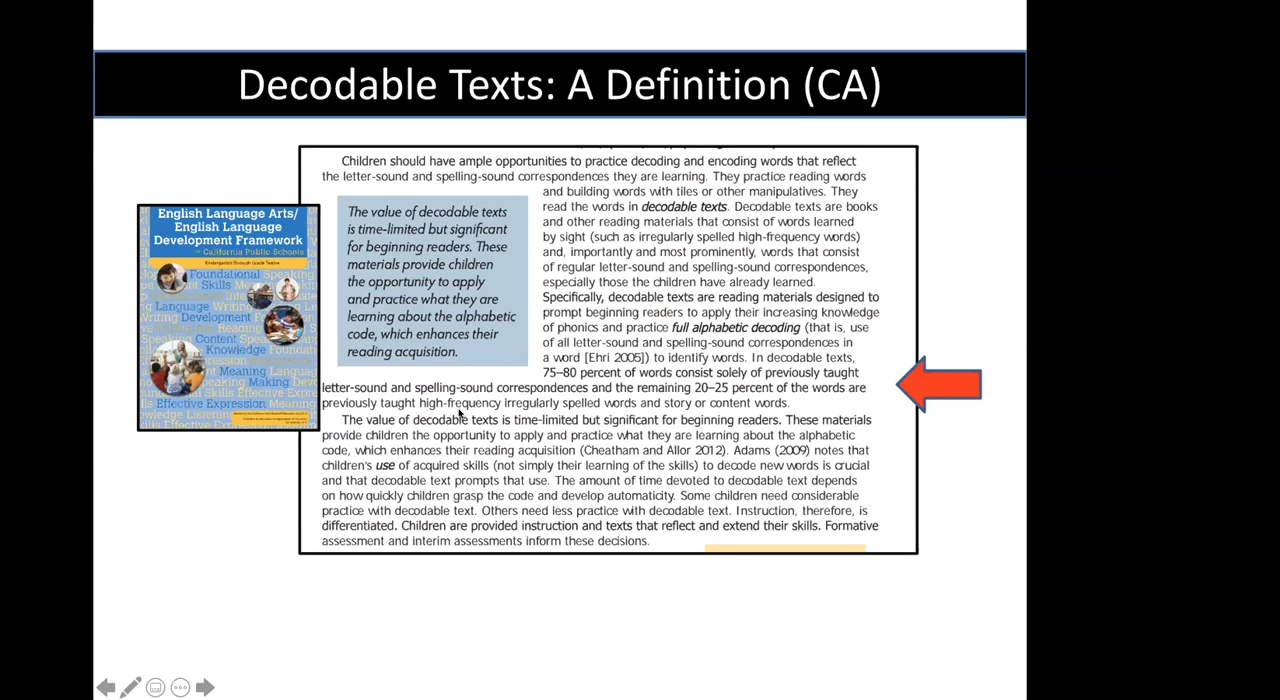 Decodable Texts: A Definition (CA)
English Language Arts/
English Language
Development Framework
California Public Schools
Kindergarten Through Grade Twelve
Foundational
Skills
Language
Development
Content
Knowledge
Meaning
Making
Effective Expression
Children should have ample opportunities to practice decoding and encoding words that reflect
the letter-sound and spelling-sound correspondences they are learning. They practice reading words
and building words with tiles or other manipulatives. They
read the words in decodable texts. Decodable texts are books
and other reading materials that consist of words learned
by sight (such as irregularly spelled high-frequency words)
and, importantly and most prominently, words that consist
of regular letter-sound and spelling-sound correspondences,
especially those the children have already learned.
Specifically, decodable texts are reading materials designed to
prompt beginning readers to apply their increasing knowledge
of phonics and practice full alphabetic decoding (that is, use
of all letter-sound and spelling-sound correspondences in
a word [Ehri 2005]) to identify words. In decodable texts,
75–80 percent of words consist solely of previously taught
letter-sound and spelling-sound correspondences and the remaining 20–25 percent of the words are
previously taught high-frequency irregularly spelled words and story or content words.
The value of decodable texts
is time-limited but significant
for beginning readers. These
materials provide children
the opportunity to apply
and practice what they are
learning about the alphabetic
code, which enhances their
reading acquisition.
The value of decodable texts is time-limited but significant for beginning readers. These materials
provide children the opportunity to apply and practice what they are learning about the alphabetic
code, which enhances their reading acquisition (Cheatham and Allor 2012). Adams (2009) notes that
children's use of acquired skills (not simply their learning of the skills) to decode new words is crucial
and that decodable text prompts that use. The amount of time devoted to decodable text depends
on how quickly children grasp the code and develop automaticity. Some children need considerable
practice with decodable text. Others need less practice with decodable text. Instruction, therefore, is
differentiated. Children are provided instruction and texts that reflect and extend their skills. Formative
assessment and interim assessments inform these decisions.